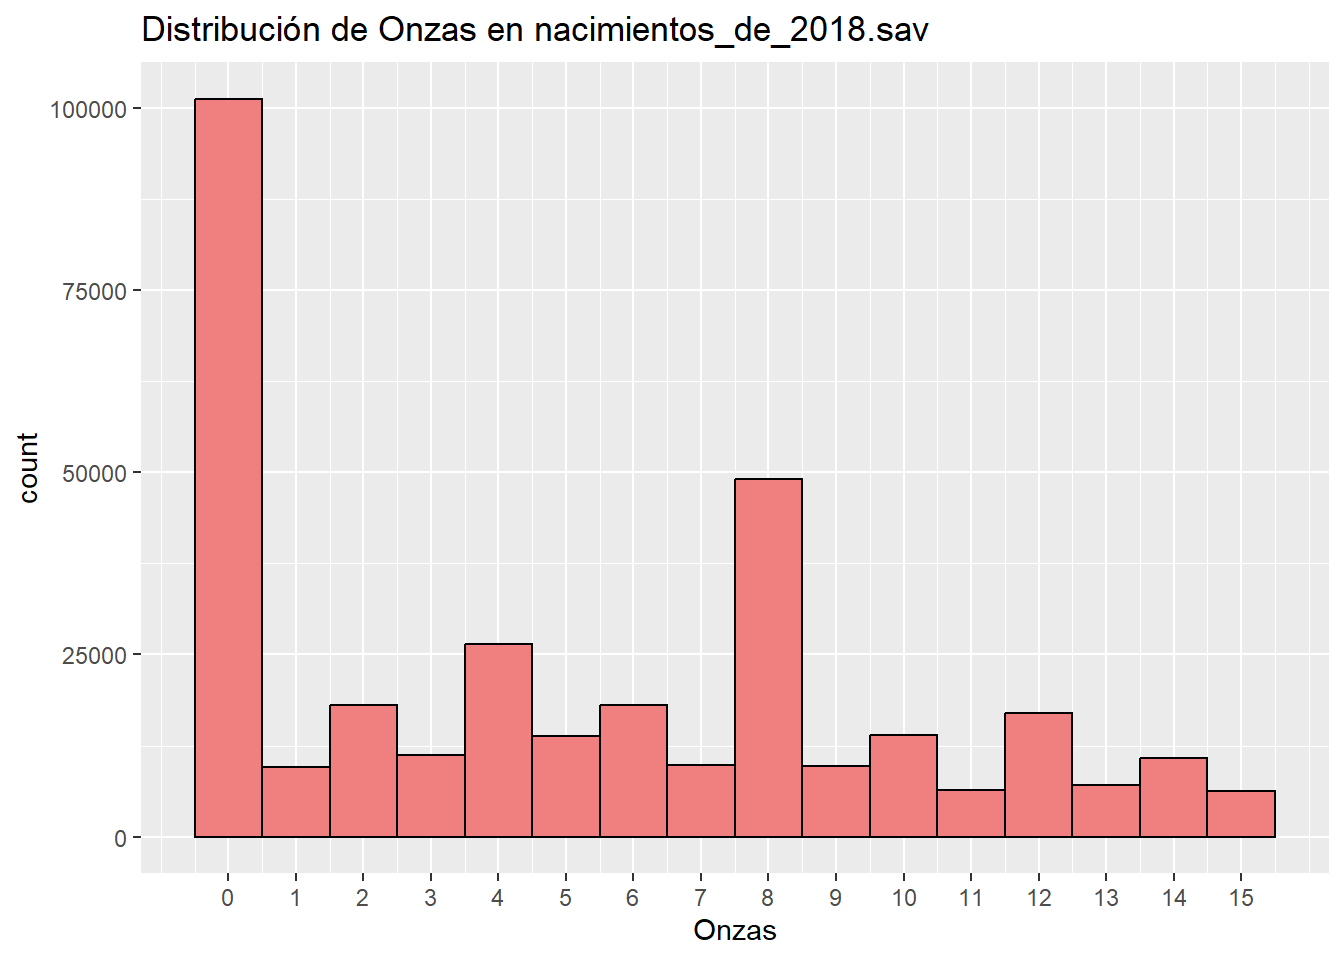 Distribución de Onzas en nacimientos_de_2018.sav
100000
75000
50000
25000
0
count
0 1 2 3 4 5 6 7 8 9 10 11 12 13 14 15
Onzas